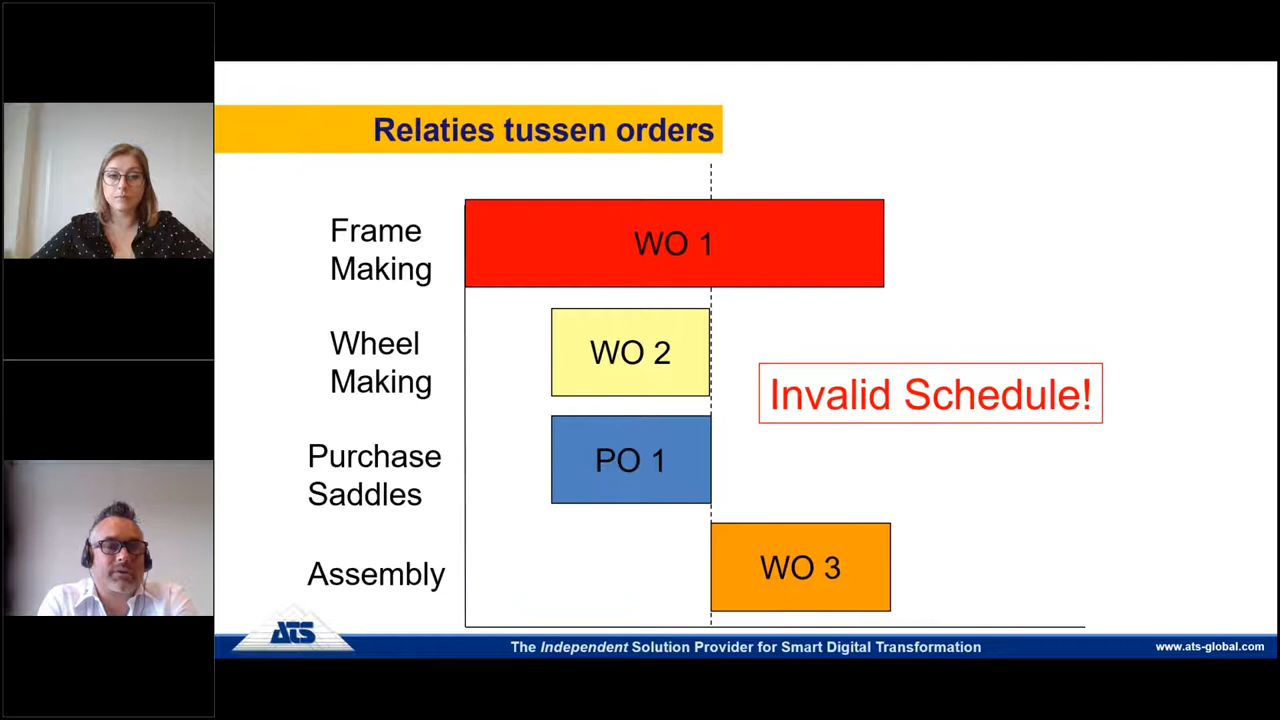 Relaties tussen orders
Frame
Making
WO 1
Wheel
Making
WO 2
Invalid Schedule!
Purchase
Saddles
PO 1
Assembly
WO 3
ATS
The Independent Solution Provider for Smart Digital Transformation
www.ats-global.com